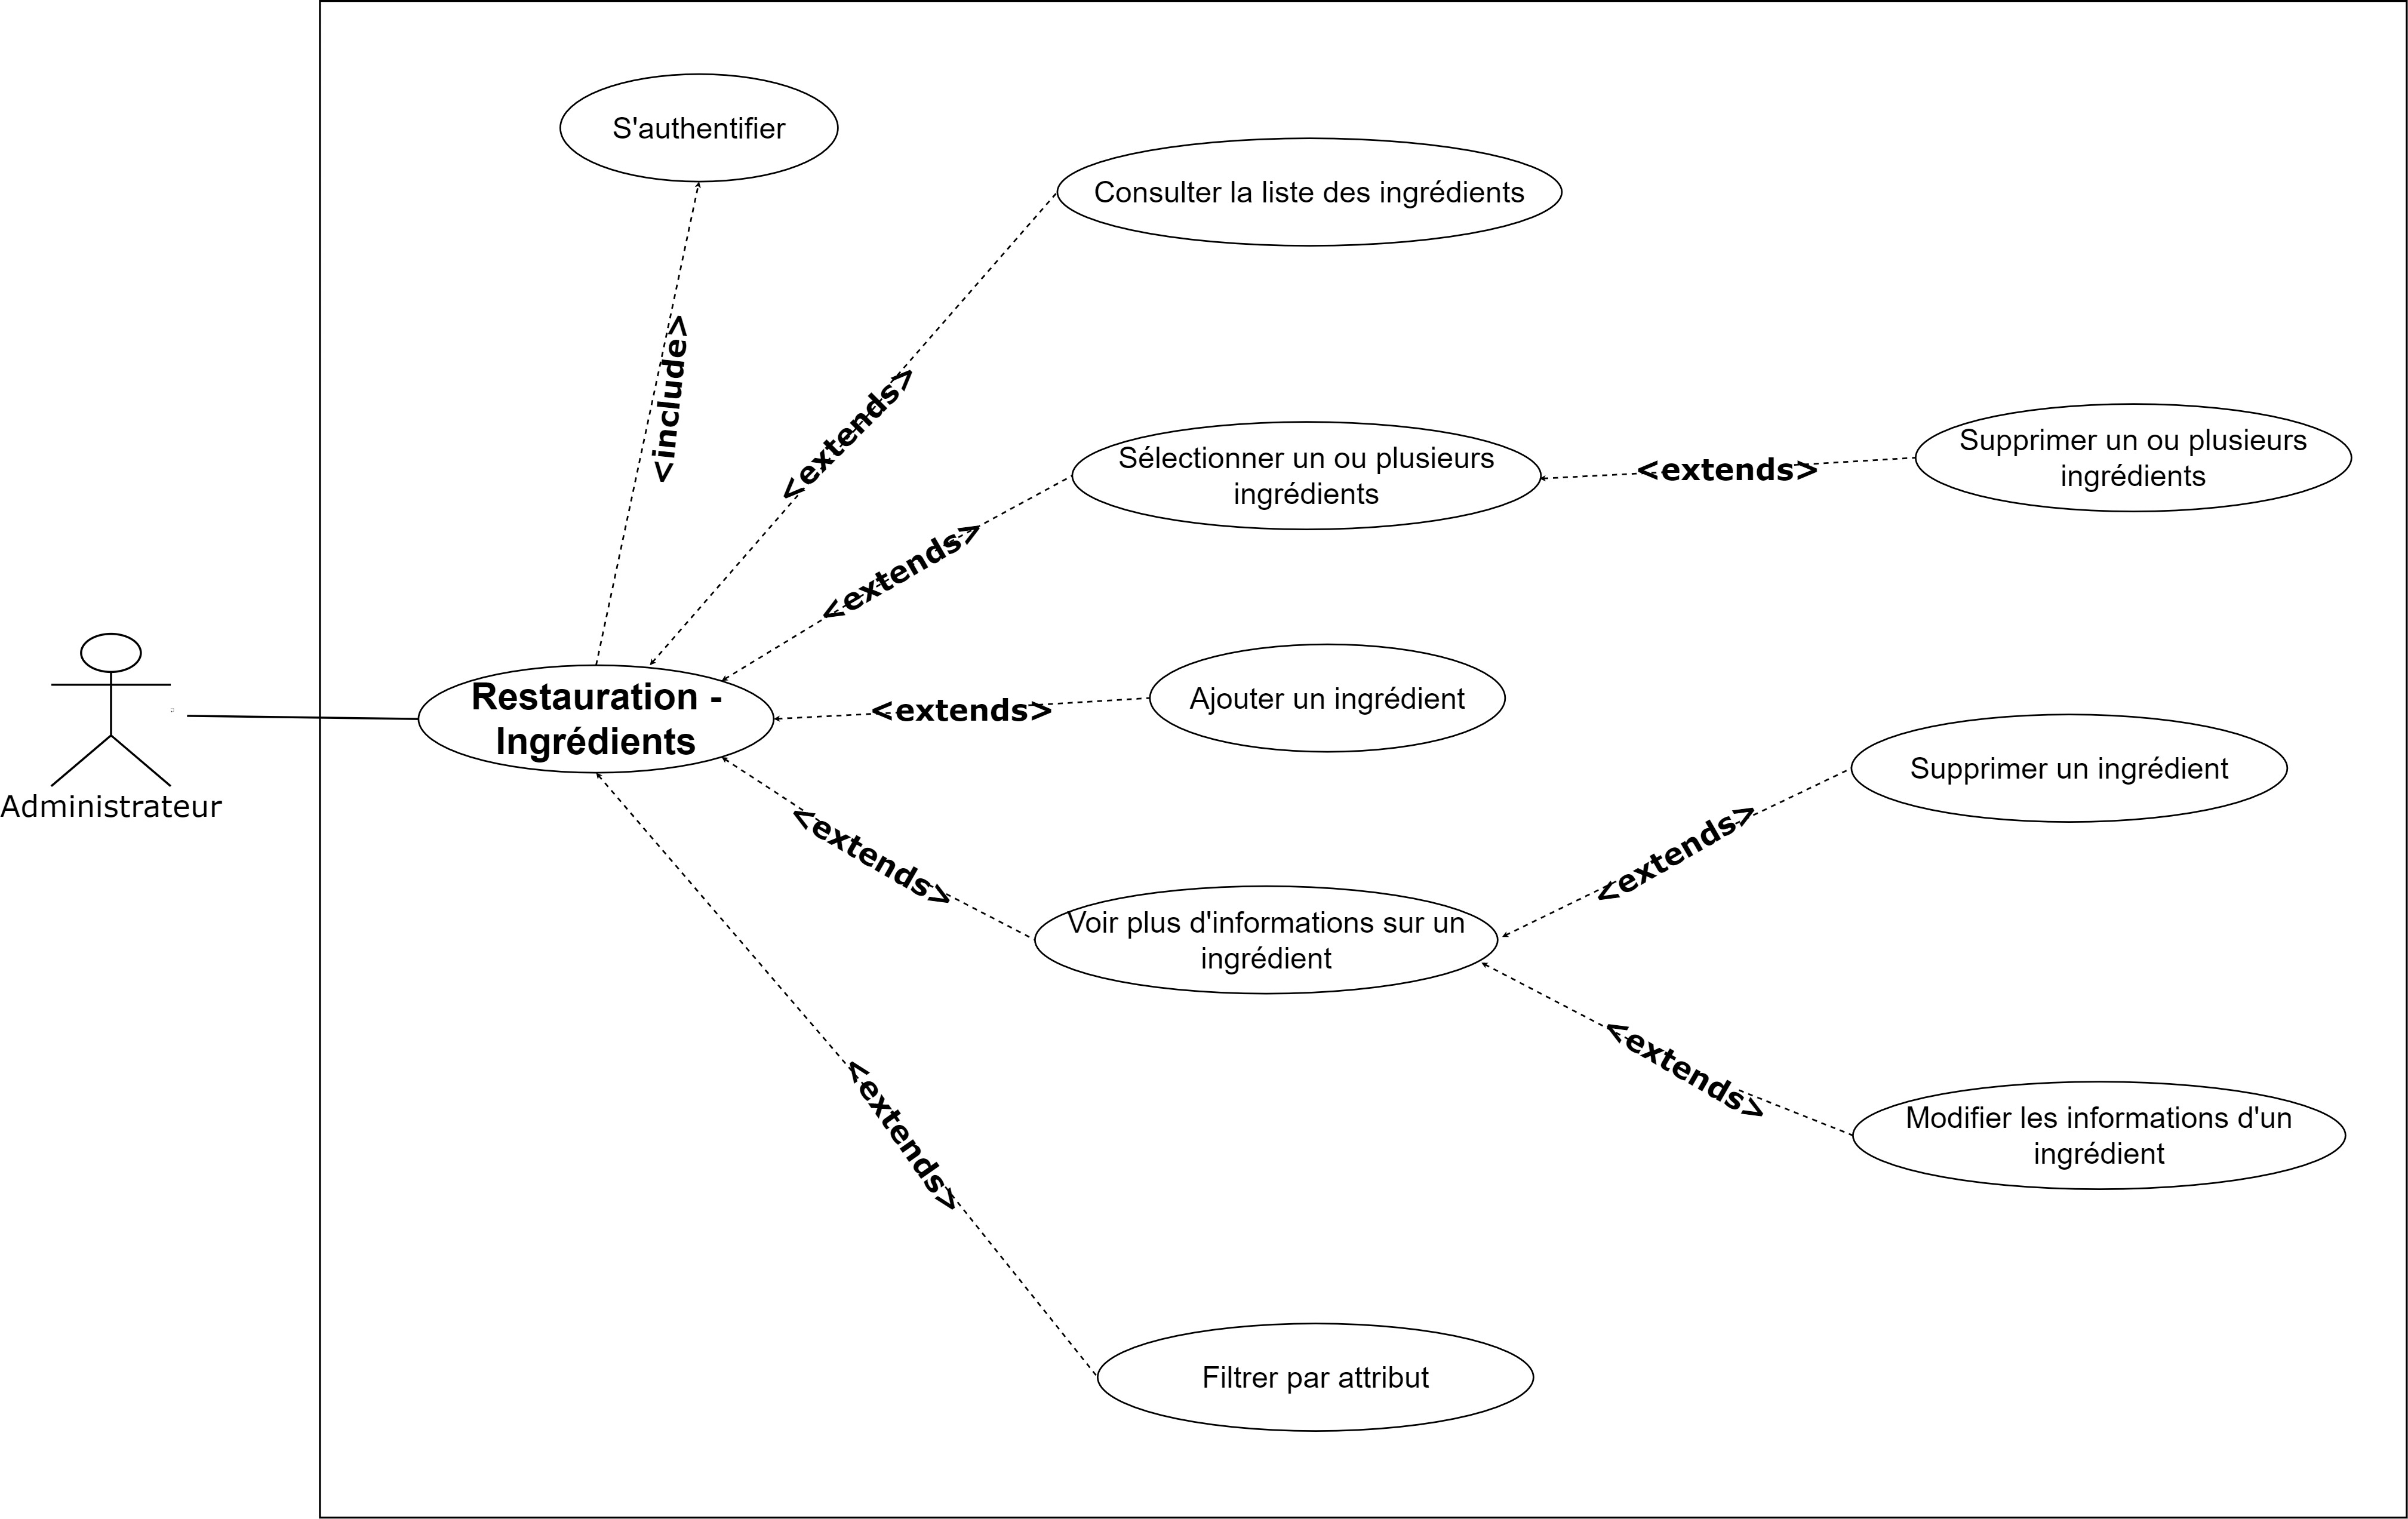 S'authentifier
Consulter la liste des ingrédients
<include>
<extends>
Sélectionner un ou plusieurs
ingrédients
<extends>
Supprimer un ou plusieurs
ingrédients
<extends>
Administrateur
Restauration -
Ingrédients
<extends>
Ajouter un ingrédient
<extends>
Voir plus d'informations sur un
ingrédient
<extends>
Supprimer un ingrédient
<extends>
Modifier les informations d'un
ingrédient
<extends>
Filtrer par attribut